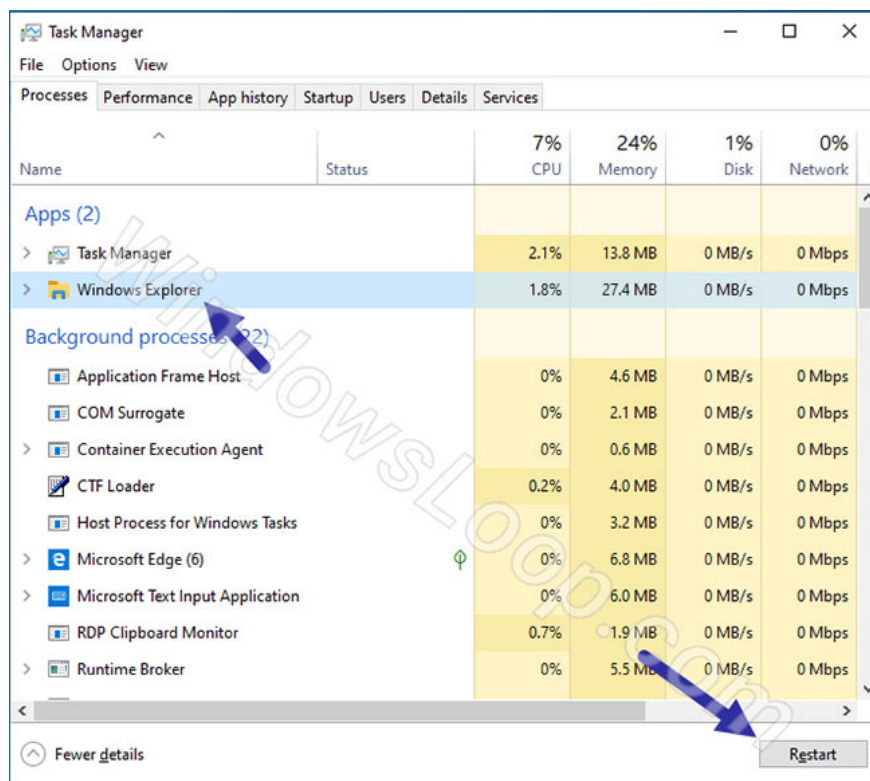 Task Manager
File Options View
Processes Performance App history Startup Users Details Services
7% 24% 1% 0%
Name Status CPU Memory Disk Network
Apps (2)
Task Manager 2.1% 13.8 MB 0 MB/s 0 Mbps
Windows Explorer 1.8% 27.4 MB 0 MB/s 0 Mbps
Background processes (22)
Application Frame Host 0% 4.6 MB 0 MB/s 0 Mbps
COM Surrogate 0% 2.1 MB 0 MB/s 0 Mbps
Container Execution Agent 0% 0.6 MB 0 MB/s 0 Mbps
CTF Loader 0.2% 4.0 MB 0 MB/s 0 Mbps
Host Process for Windows Tasks 0% 3.2 MB 0 MB/s 0 Mbps
Microsoft Edge (6) 0% 6.8 MB 0 MB/s 0 Mbps
Microsoft Text Input Application 0% 6.0 MB 0 MB/s 0 Mbps
RDP Clipboard Monitor 0.7% 1.9 MB 0 MB/s 0 Mbps
Runtime Broker 0% 5.5 MB 0 MB/s 0 Mbps
Fewer details Restart
WindowsLoop.com